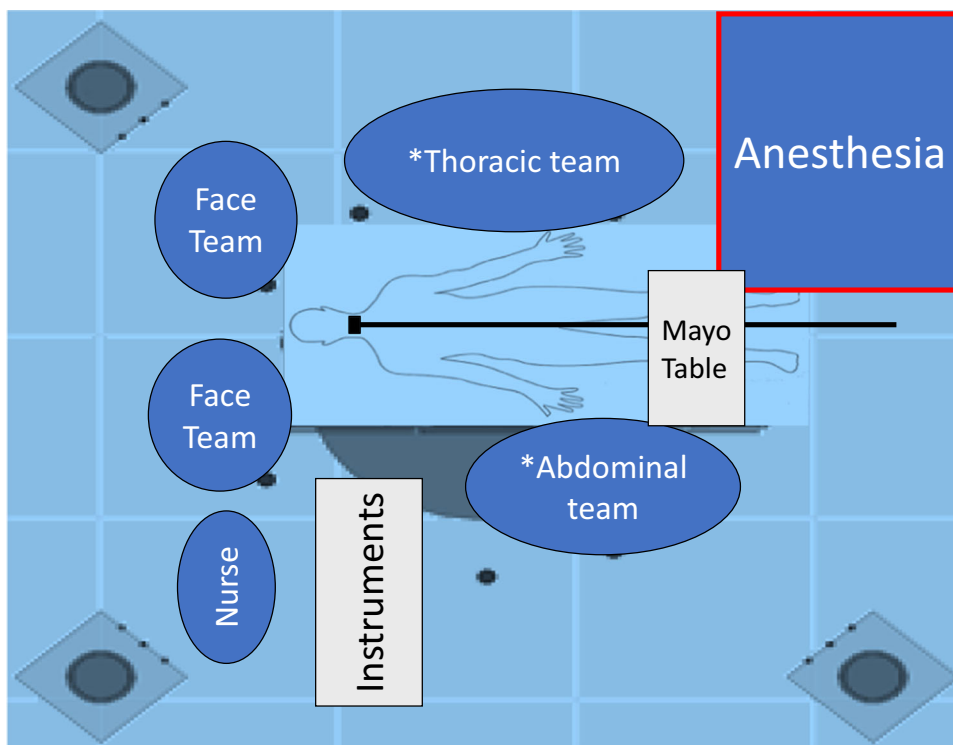 *Thoracic team
Anesthesia
Face
Team
Mayo
Table
Face
Team
*Abdominal
team
Nurse
Instruments